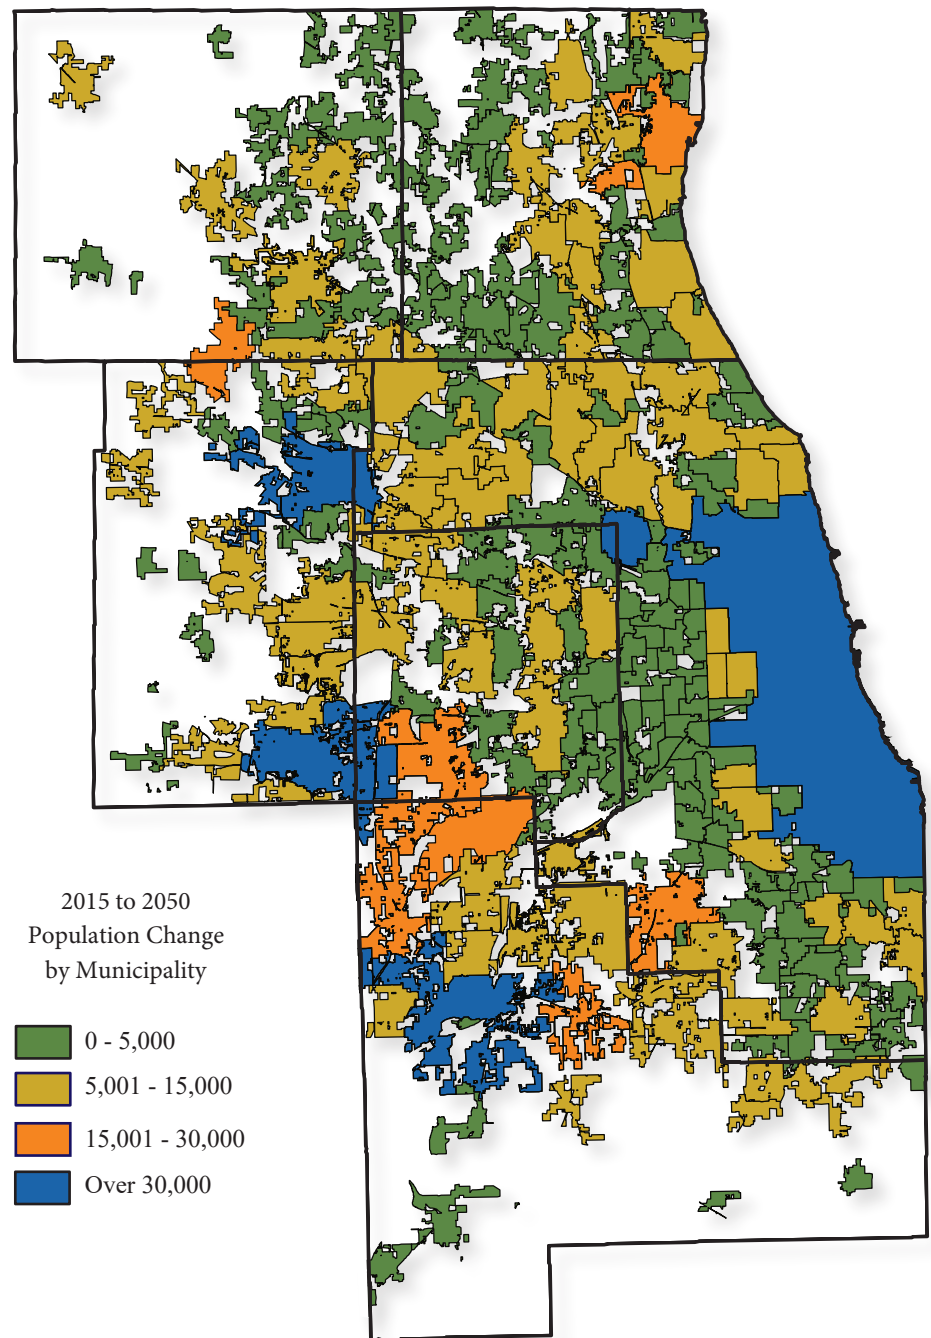 2015 to 2050
Population Change
by Municipality
0 - 5,000
5,001 - 15,000
15,001 - 30,000
Over 30,000